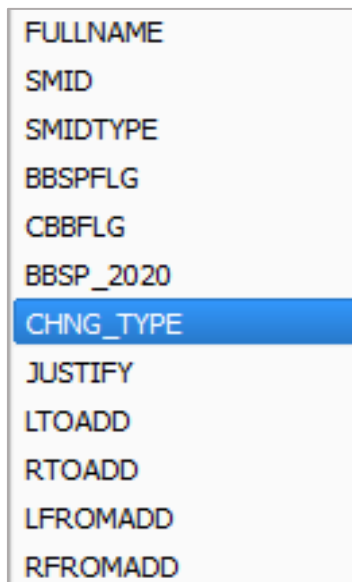 FULLNAME
SMID
SMIDTYPE
BBSPFLG
CBBFLG
BBSP_2020
CHNG_TYPE
JUSTIFY
LTOADD
RTOADD
LFROMADD
RFROMADD